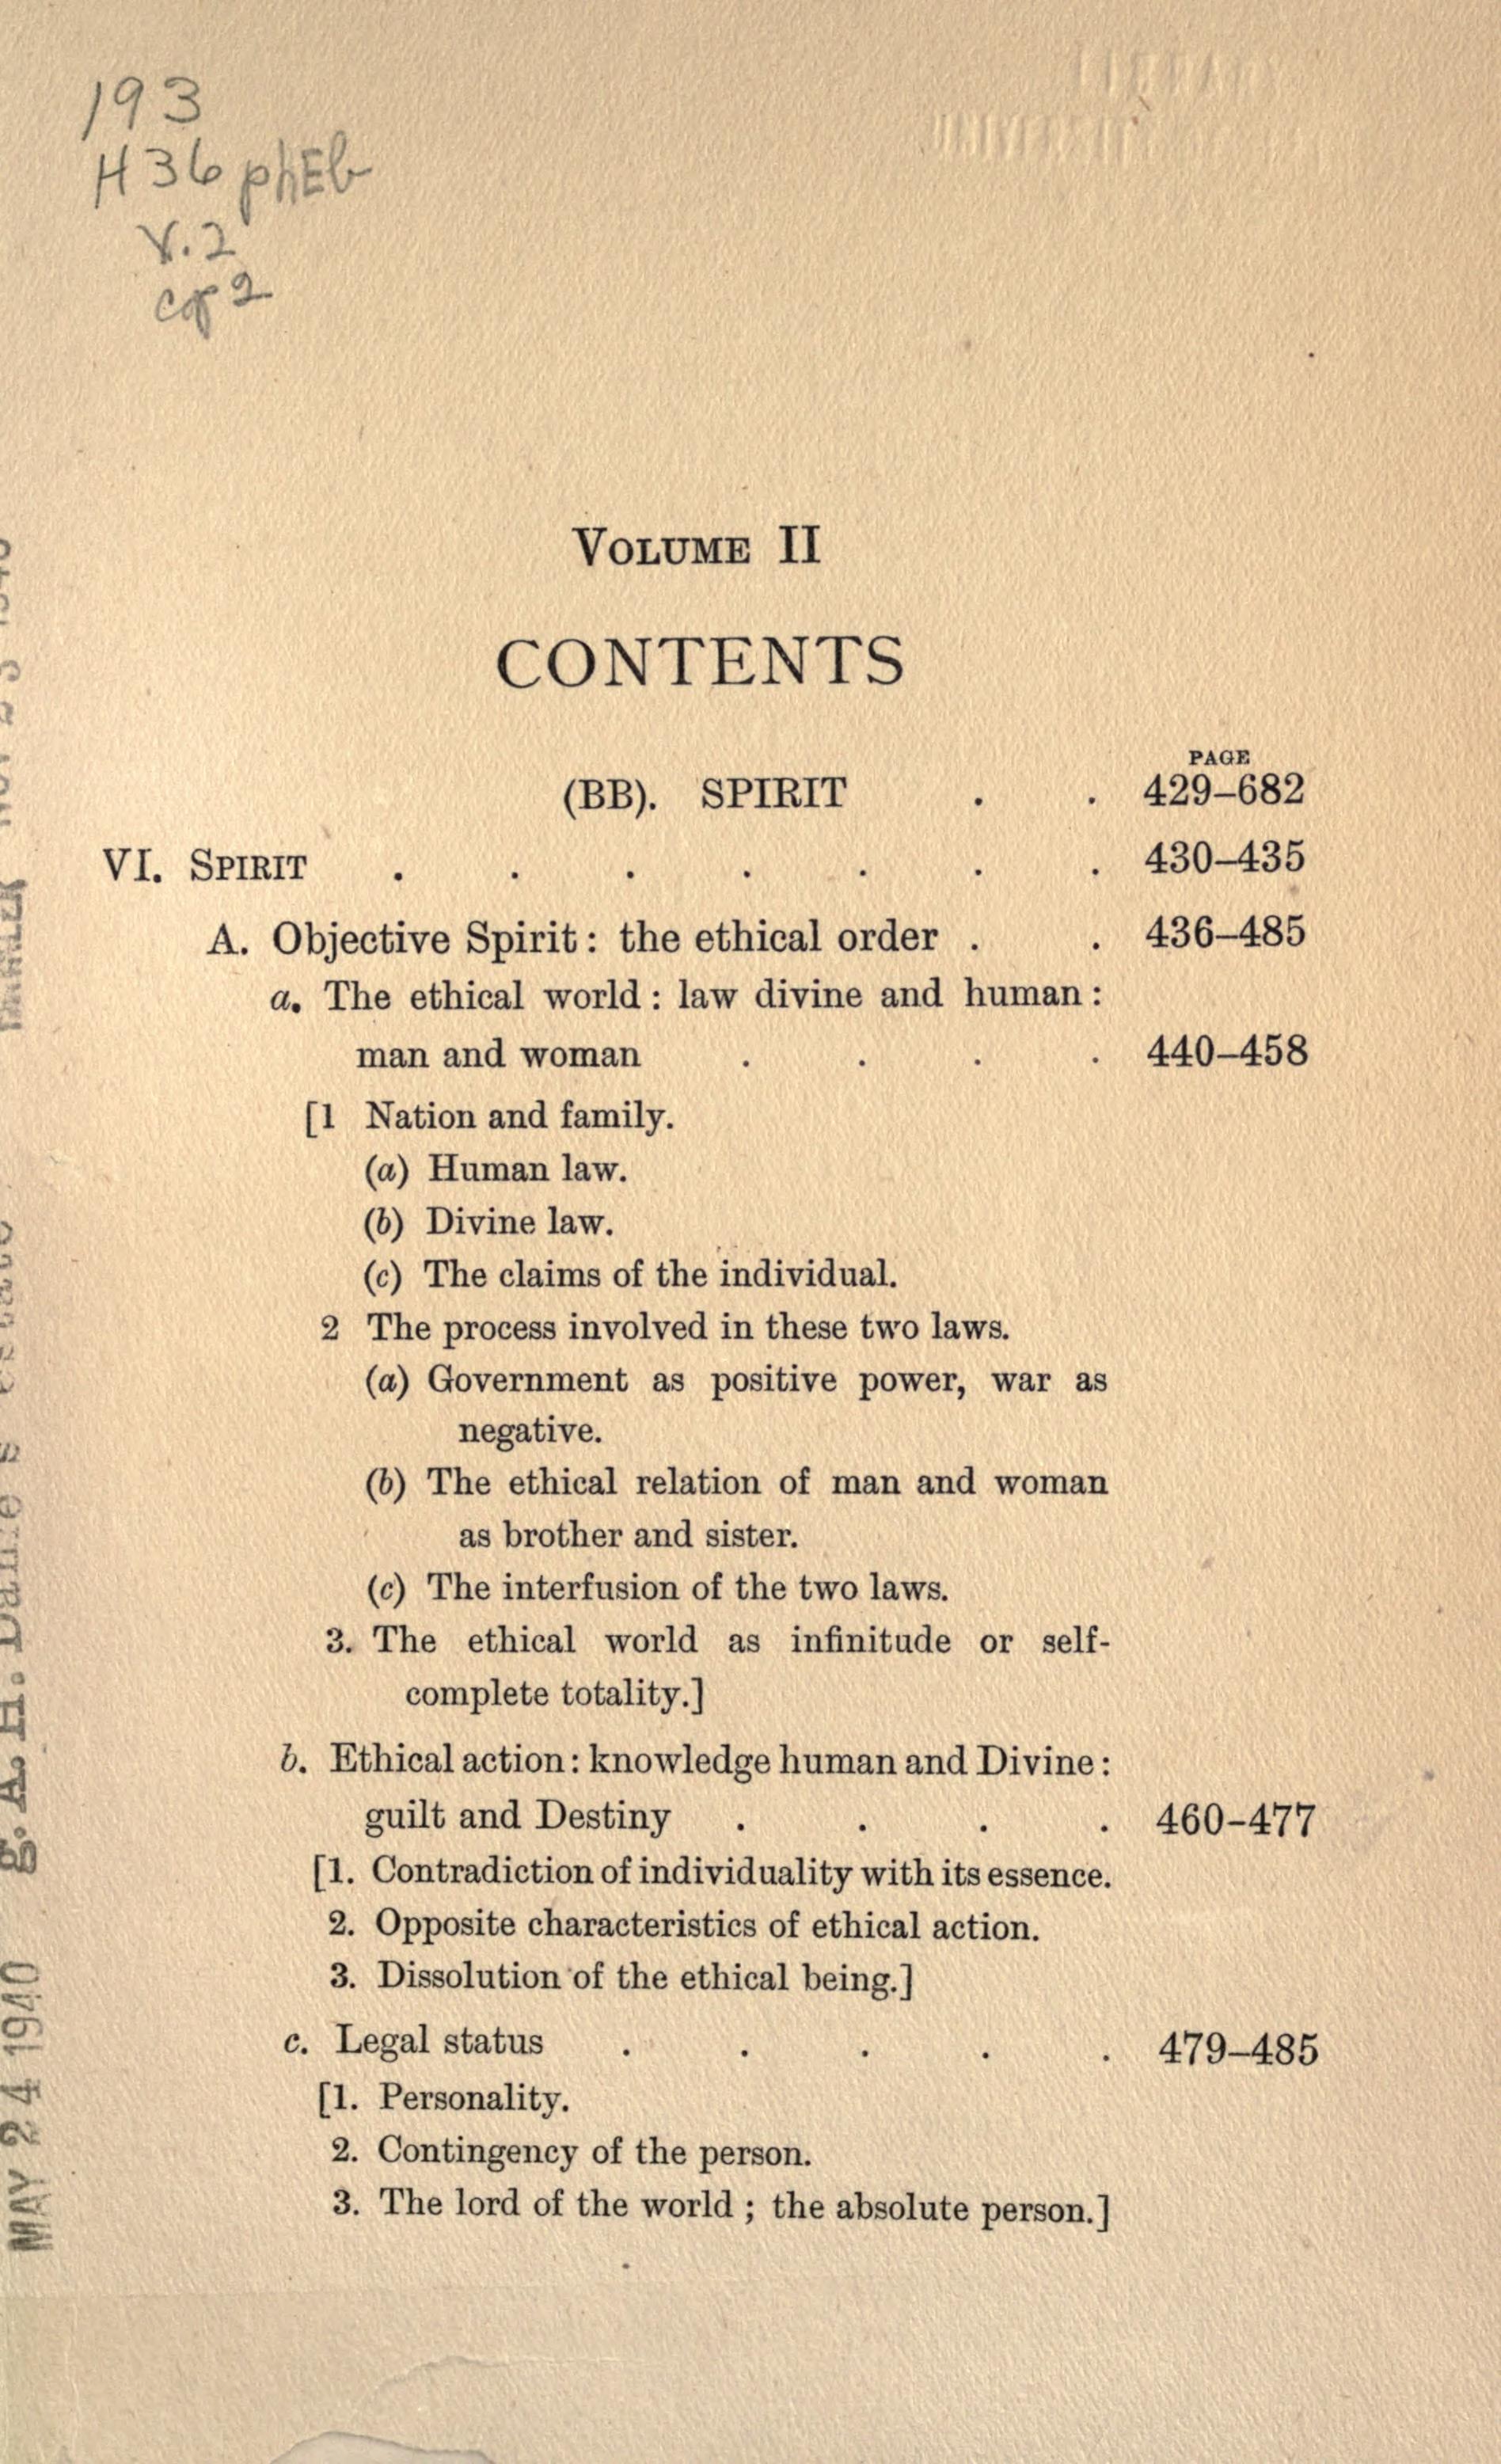 193
H36phEb
V.2
cop 2
VOLUME II
CONTENTS
PAGE
(BB). SPIRIT . . 429–682
VI. SPIRIT . . . . . . . 430–435
A. Objective Spirit : the ethical order . . 436–485
a. The ethical world : law divine and human :
man and woman . . . . 440–458
[1 Nation and family.
(a) Human law.
(b) Divine law.
(c) The claims of the individual.
2 The process involved in these two laws.
(a) Government as positive power, war as
negative.
(b) The ethical relation of man and woman
as brother and sister.
(c) The interfusion of the two laws.
3. The ethical world as infinitude or self-
complete totality.]
b. Ethical action : knowledge human and Divine :
guilt and Destiny . . . . 460–477
[1. Contradiction of individuality with its essence.
2. Opposite characteristics of ethical action.
3. Dissolution of the ethical being.]
c. Legal status . . . . . 479–485
[1. Personality.
2. Contingency of the person.
3. The lord of the world ; the absolute person.]
MAY 24 1940